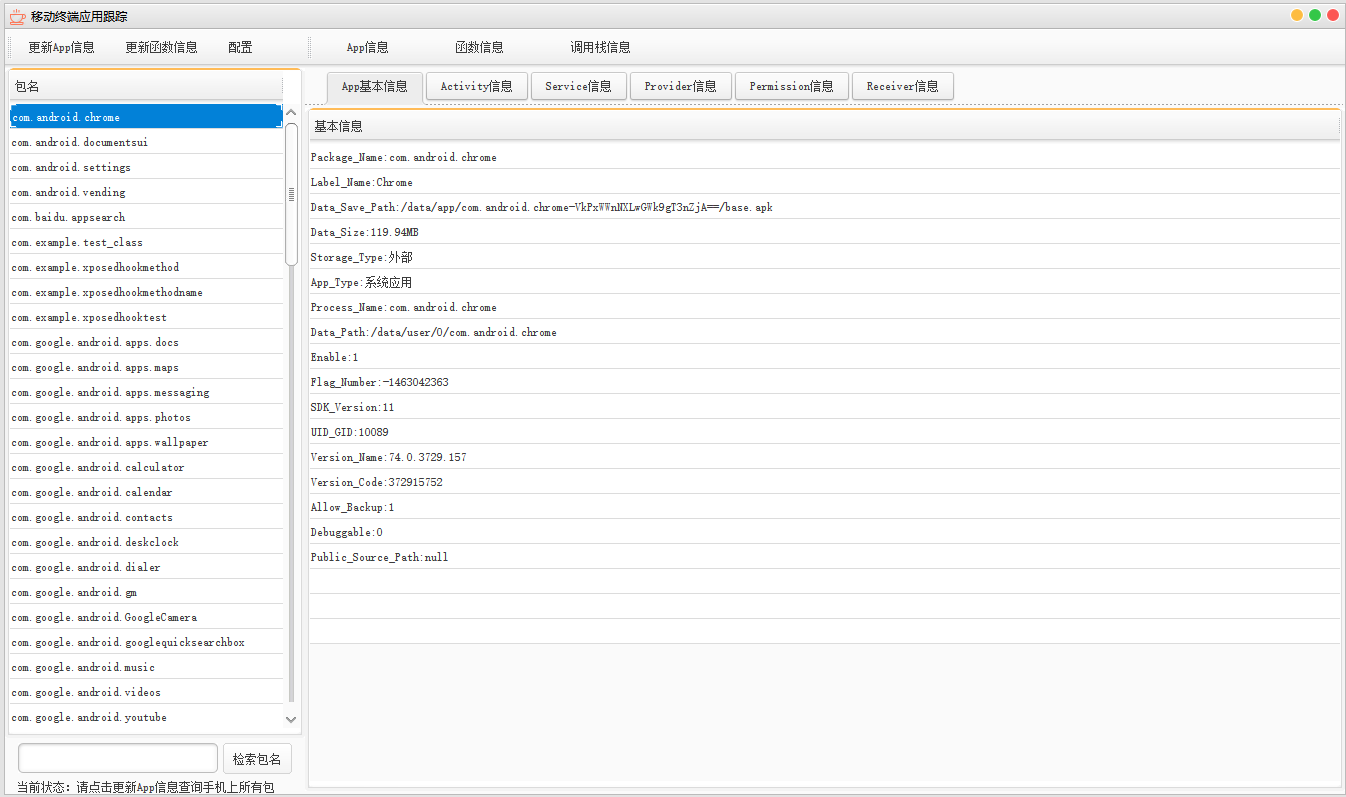 移动终端应用跟踪
更新App信息 更新函数信息 配置 App信息 函数信息 调用栈信息
包名
com.android.chrome
com.android.documentsui
com.android.settings
com.android.vending
com.baidu.appsearch
com.example.test_class
com.example.xposedhookmethod
com.example.xposedhookmethodname
com.example.xposedhooktest
com.google.android.apps.docs
com.google.android.apps.maps
com.google.android.apps.messaging
com.google.android.apps.photos
com.google.android.apps.wallpaper
com.google.android.calculator
com.google.android.calendar
com.google.android.contacts
com.google.android.deskclock
com.google.android.dialer
com.google.android.gm
com.google.android.GoogleCamera
com.google.android.googlequicksearchbox
com.google.android.music
com.google.android.videos
com.google.android.youtube
检索包名
当前状态：请点击更新App信息查询手机上所有包
App基本信息 Activity信息 Service信息 Provider信息 Permission信息 Receiver信息
基本信息
Package_Name:com.android.chrome
Label_Name:Chrome
Data_Save_Path:/data/app/com.android.chrome-VkPxWWnNXLwGWk9gT3nZjA==/base.apk
Data_Size:119.94MB
Storage_Type:外部
App_Type:系统应用
Process_Name:com.android.chrome
Data_Path:/data/user/0/com.android.chrome
Enable:1
Flag_Number:-1463042363
SDK_Version:11
UID_GID:10089
Version_Name:74.0.3729.157
Version_Code:372915752
Allow_Backup:1
Debuggable:0
Public_Source_Path:null